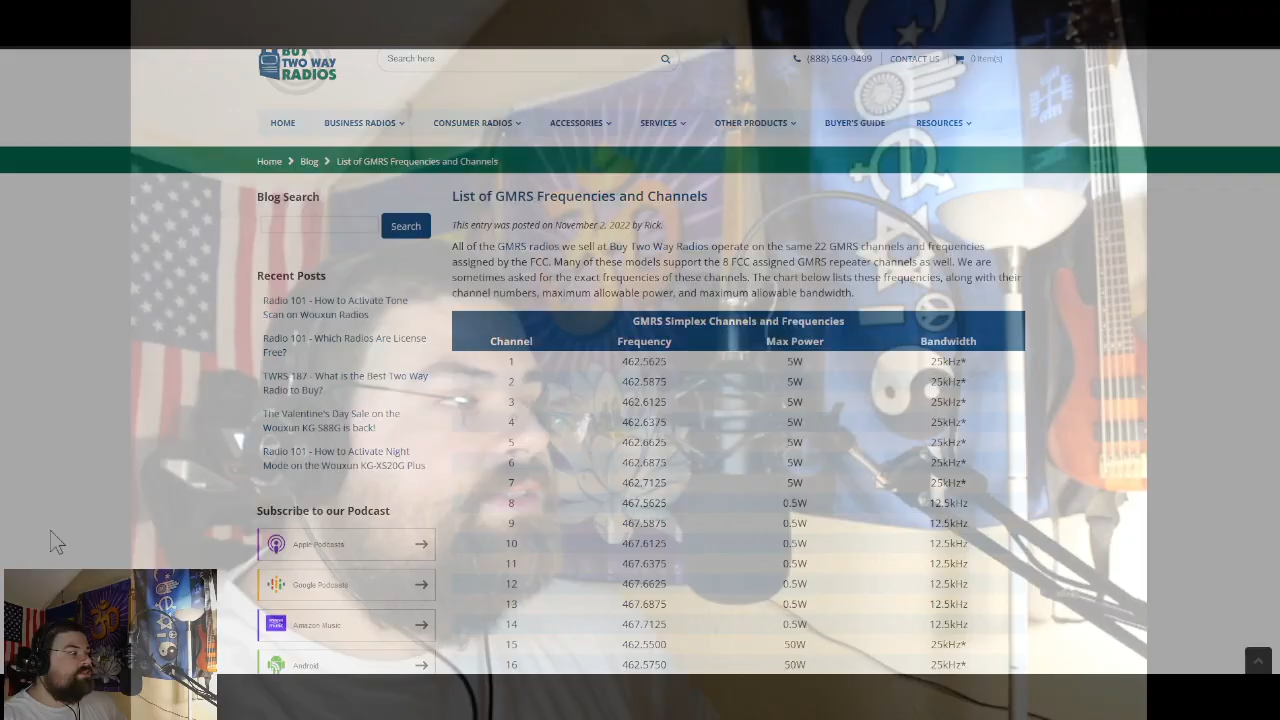 BUY
TWO WAY
RADIOS
Search here
(888) 569-9499
CONTACT US
0 Item(s)
HOME
BUSINESS RADIOS
CONSUMER RADIOS
ACCESSORIES
SERVICES
OTHER PRODUCTS
BUYER'S GUIDE
RESOURCES
Home > Blog > List of GMRS Frequencies and Channels
Blog Search
Search
Recent Posts
Radio 101 - How to Activate Tone
Scan on Wouxun Radios
Radio 101 - Which Radios Are License
Free?
TWRS 187 - What is the Best Two Way
Radio to Buy?
The Valentine's Day Sale on the
Wouxun KG-S88G is back!
Radio 101 - How to Activate Night
Mode on the Wouxun KG-XS20G Plus
Subscribe to our Podcast
Apple Podcasts
Google Podcasts
Amazon Music
Android
List of GMRS Frequencies and Channels
This entry was posted on November 2, 2022 by Rick.
All of the GMRS radios we sell at Buy Two Way Radios operate on the same 22 GMRS channels and frequencies
assigned by the FCC. Many of these models support the 8 FCC assigned GMRS repeater channels as well. We are
sometimes asked for the exact frequencies of these channels. The chart below lists these frequencies, along with their
channel numbers, maximum allowable power, and maximum allowable bandwidth.
GMRS Simplex Channels and Frequencies
Channel Frequency Max Power Bandwidth
1 462.5625 5W 25kHz*
2 462.5875 5W 25kHz*
3 462.6125 5W 25kHz*
4 462.6375 5W 25kHz*
5 462.6625 5W 25kHz*
6 462.6875 5W 25kHz*
7 462.7125 5W 25kHz*
8 467.5625 0.5W 12.5kHz
9 467.5875 0.5W 12.5kHz
10 467.6125 0.5W 12.5kHz
11 467.6375 0.5W 12.5kHz
12 467.6625 0.5W 12.5kHz
13 467.6875 0.5W 12.5kHz
14 467.7125 0.5W 12.5kHz
15 462.5500 50W 25kHz*
16 462.5750 50W 25kHz*